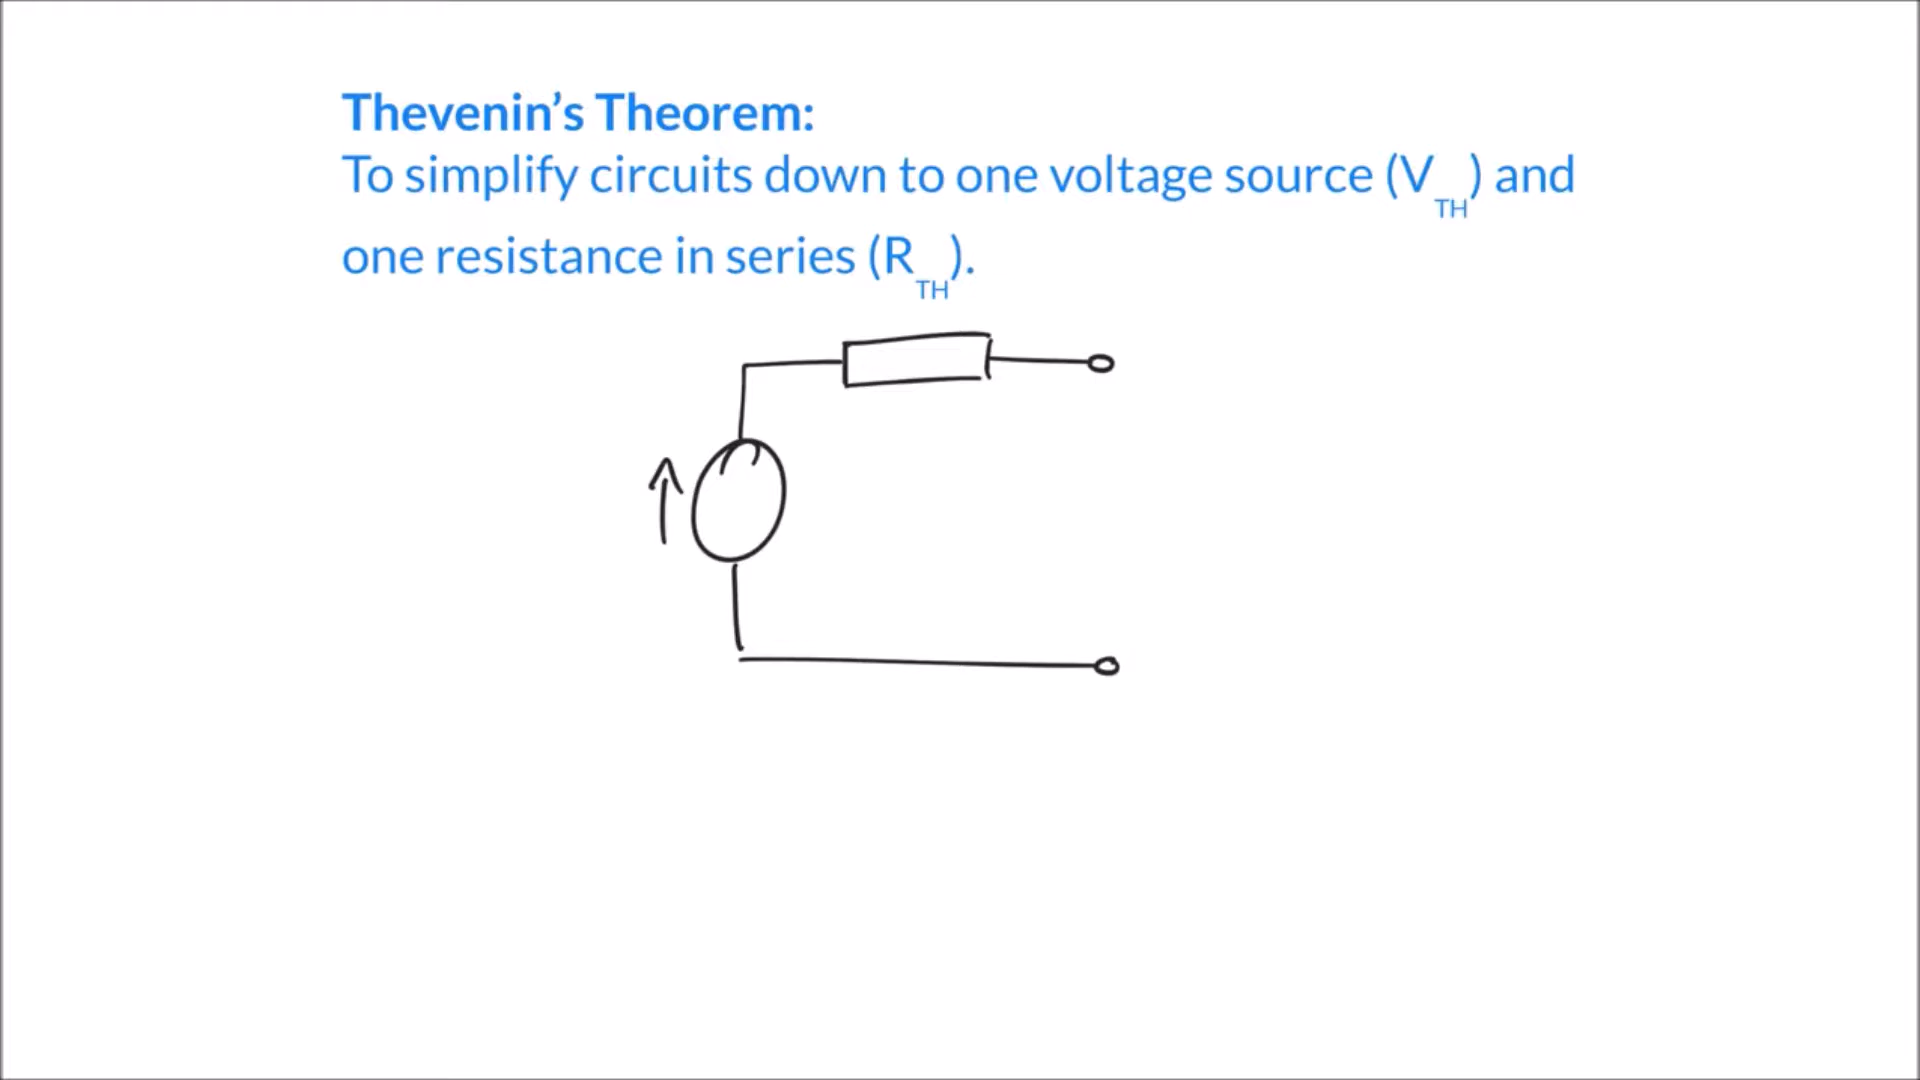 Thevenin’s Theorem:
To simplify circuits down to one voltage source (V_TH) and
one resistance in series (R_TH).